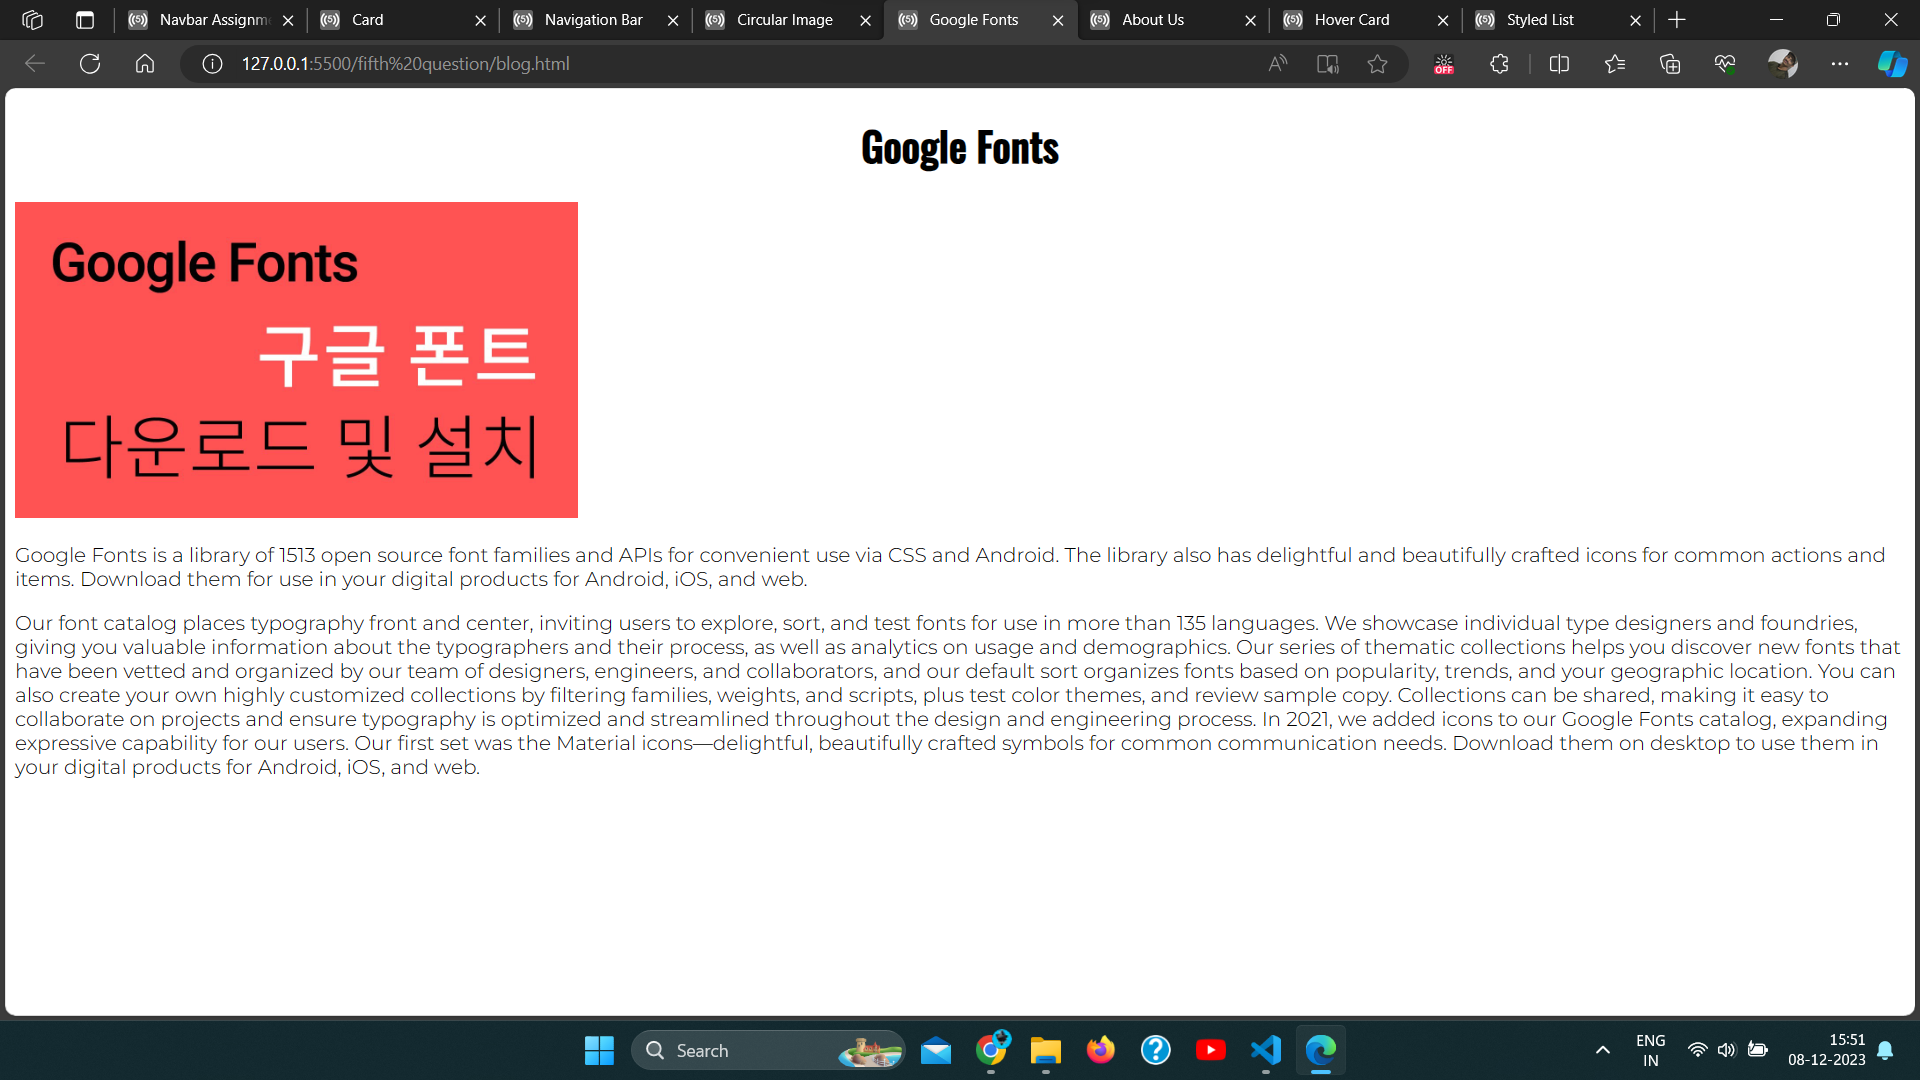 Navbar Assignm
Card
Navigation Bar
Circular Image
Google Fonts
About Us
Hover Card
Styled List
127.0.0.1:5500/fifth%20question/blog.html
OFF
Google Fonts
Google Fonts
구글 폰트
다운로드 및 설치
Google Fonts is a library of 1513 open source font families and APIs for convenient use via CSS and Android. The library also has delightful and beautifully crafted icons for common actions and
items. Download them for use in your digital products for Android, iOS, and web.
Our font catalog places typography front and center, inviting users to explore, sort, and test fonts for use in more than 135 languages. We showcase individual type designers and foundries,
giving you valuable information about the typographers and their process, as well as analytics on usage and demographics. Our series of thematic collections helps you discover new fonts that
have been vetted and organized by our team of designers, engineers, and collaborators, and our default sort organizes fonts based on popularity, trends, and your geographic location. You can
also create your own highly customized collections by filtering families, weights, and scripts, plus test color themes, and review sample copy. Collections can be shared, making it easy to
collaborate on projects and ensure typography is optimized and streamlined throughout the design and engineering process. In 2021, we added icons to our Google Fonts catalog, expanding
expressive capability for our users. Our first set was the Material icons—delightful, beautifully crafted symbols for common communication needs. Download them on desktop to use them in
your digital products for Android, iOS, and web.
Search
ENG
IN
15:51
08-12-2023